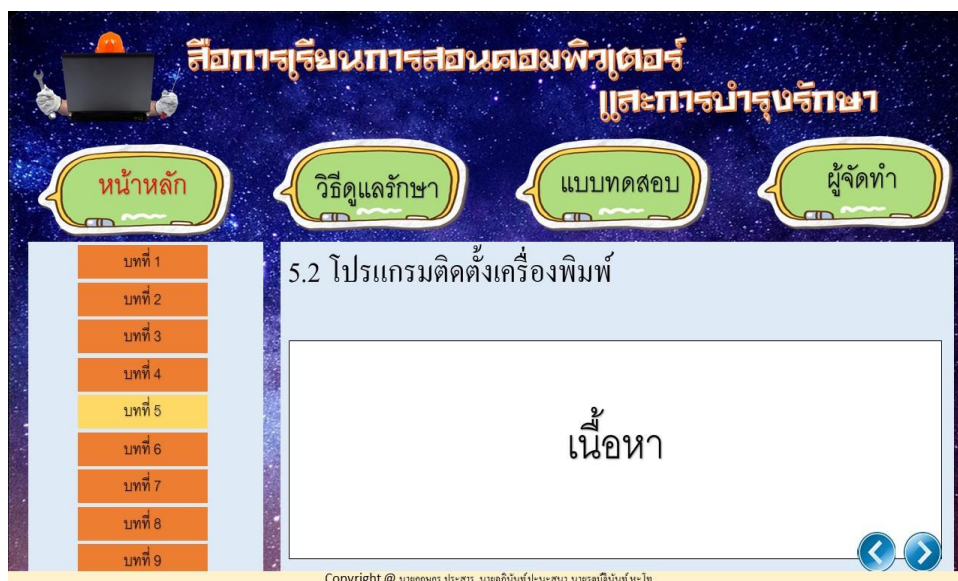 สื่อการเรียนการสอนคอมพิวเตอร์
และการบำรุงรักษา
หน้าหลัก
วิธีดูแลรักษา
แบบทดสอบ
ผู้จัดทำ
บทที่ 1
บทที่ 2
บทที่ 3
บทที่ 4
บทที่ 5
บทที่ 6
บทที่ 7
บทที่ 8
บทที่ 9
5.2 โปรแกรมติดตั้งเครื่องพิมพ์
เนื้อหา
Copyright @